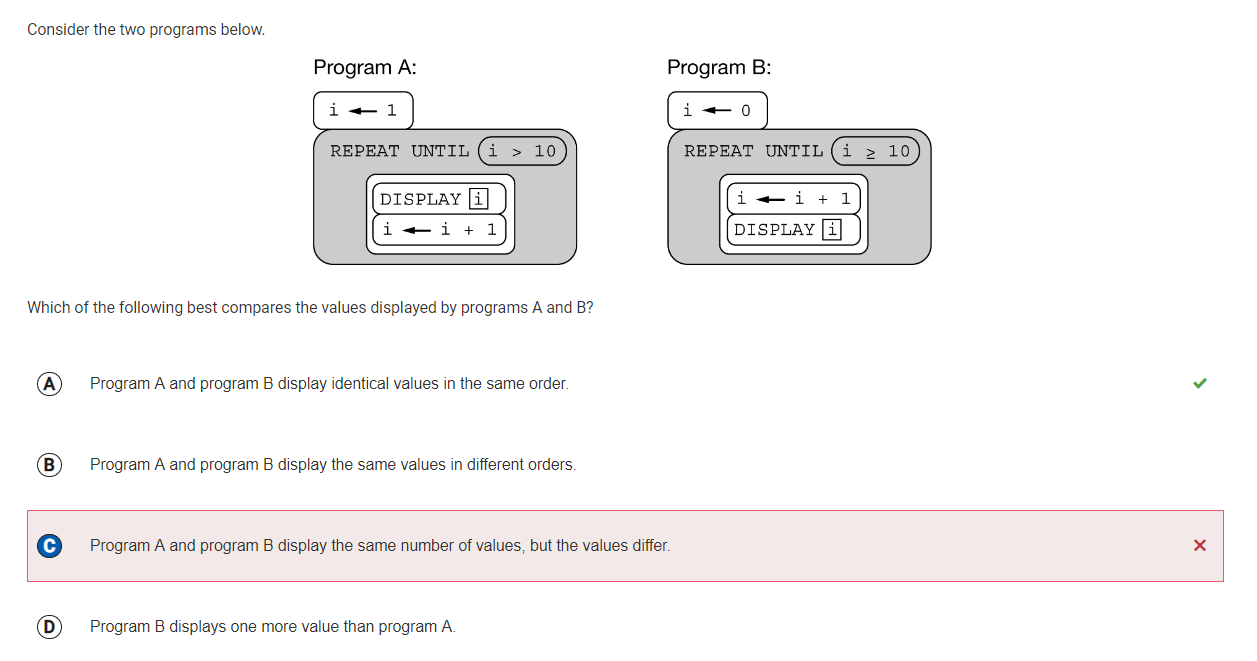 Consider the two programs below.
Program A:
Program B:
i ← 1
REPEAT UNTIL i > 10
DISPLAY i
i ← i + 1
i ← 0
REPEAT UNTIL i ≥ 10
i ← i + 1
DISPLAY i
Which of the following best compares the values displayed by programs A and B?
A Program A and program B display identical values in the same order.
B Program A and program B display the same values in different orders.
C Program A and program B display the same number of values, but the values differ.
D Program B displays one more value than program A.